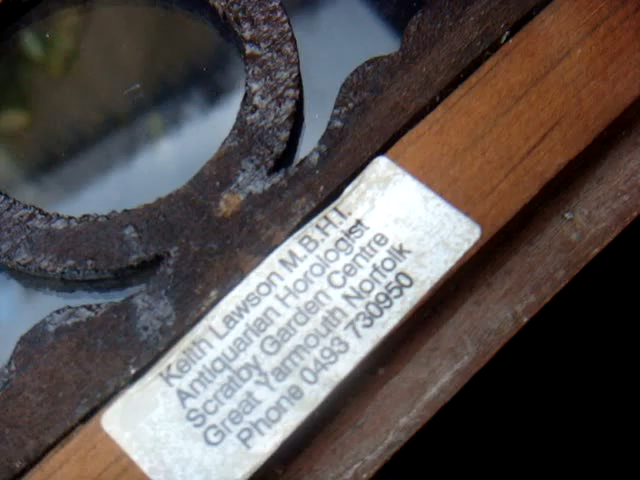 Keith Lawson M.B.H.I.
Antiquarian Horologist
Scratby Garden Centre
Great Yarmouth Norfolk
Phone 0493 730950